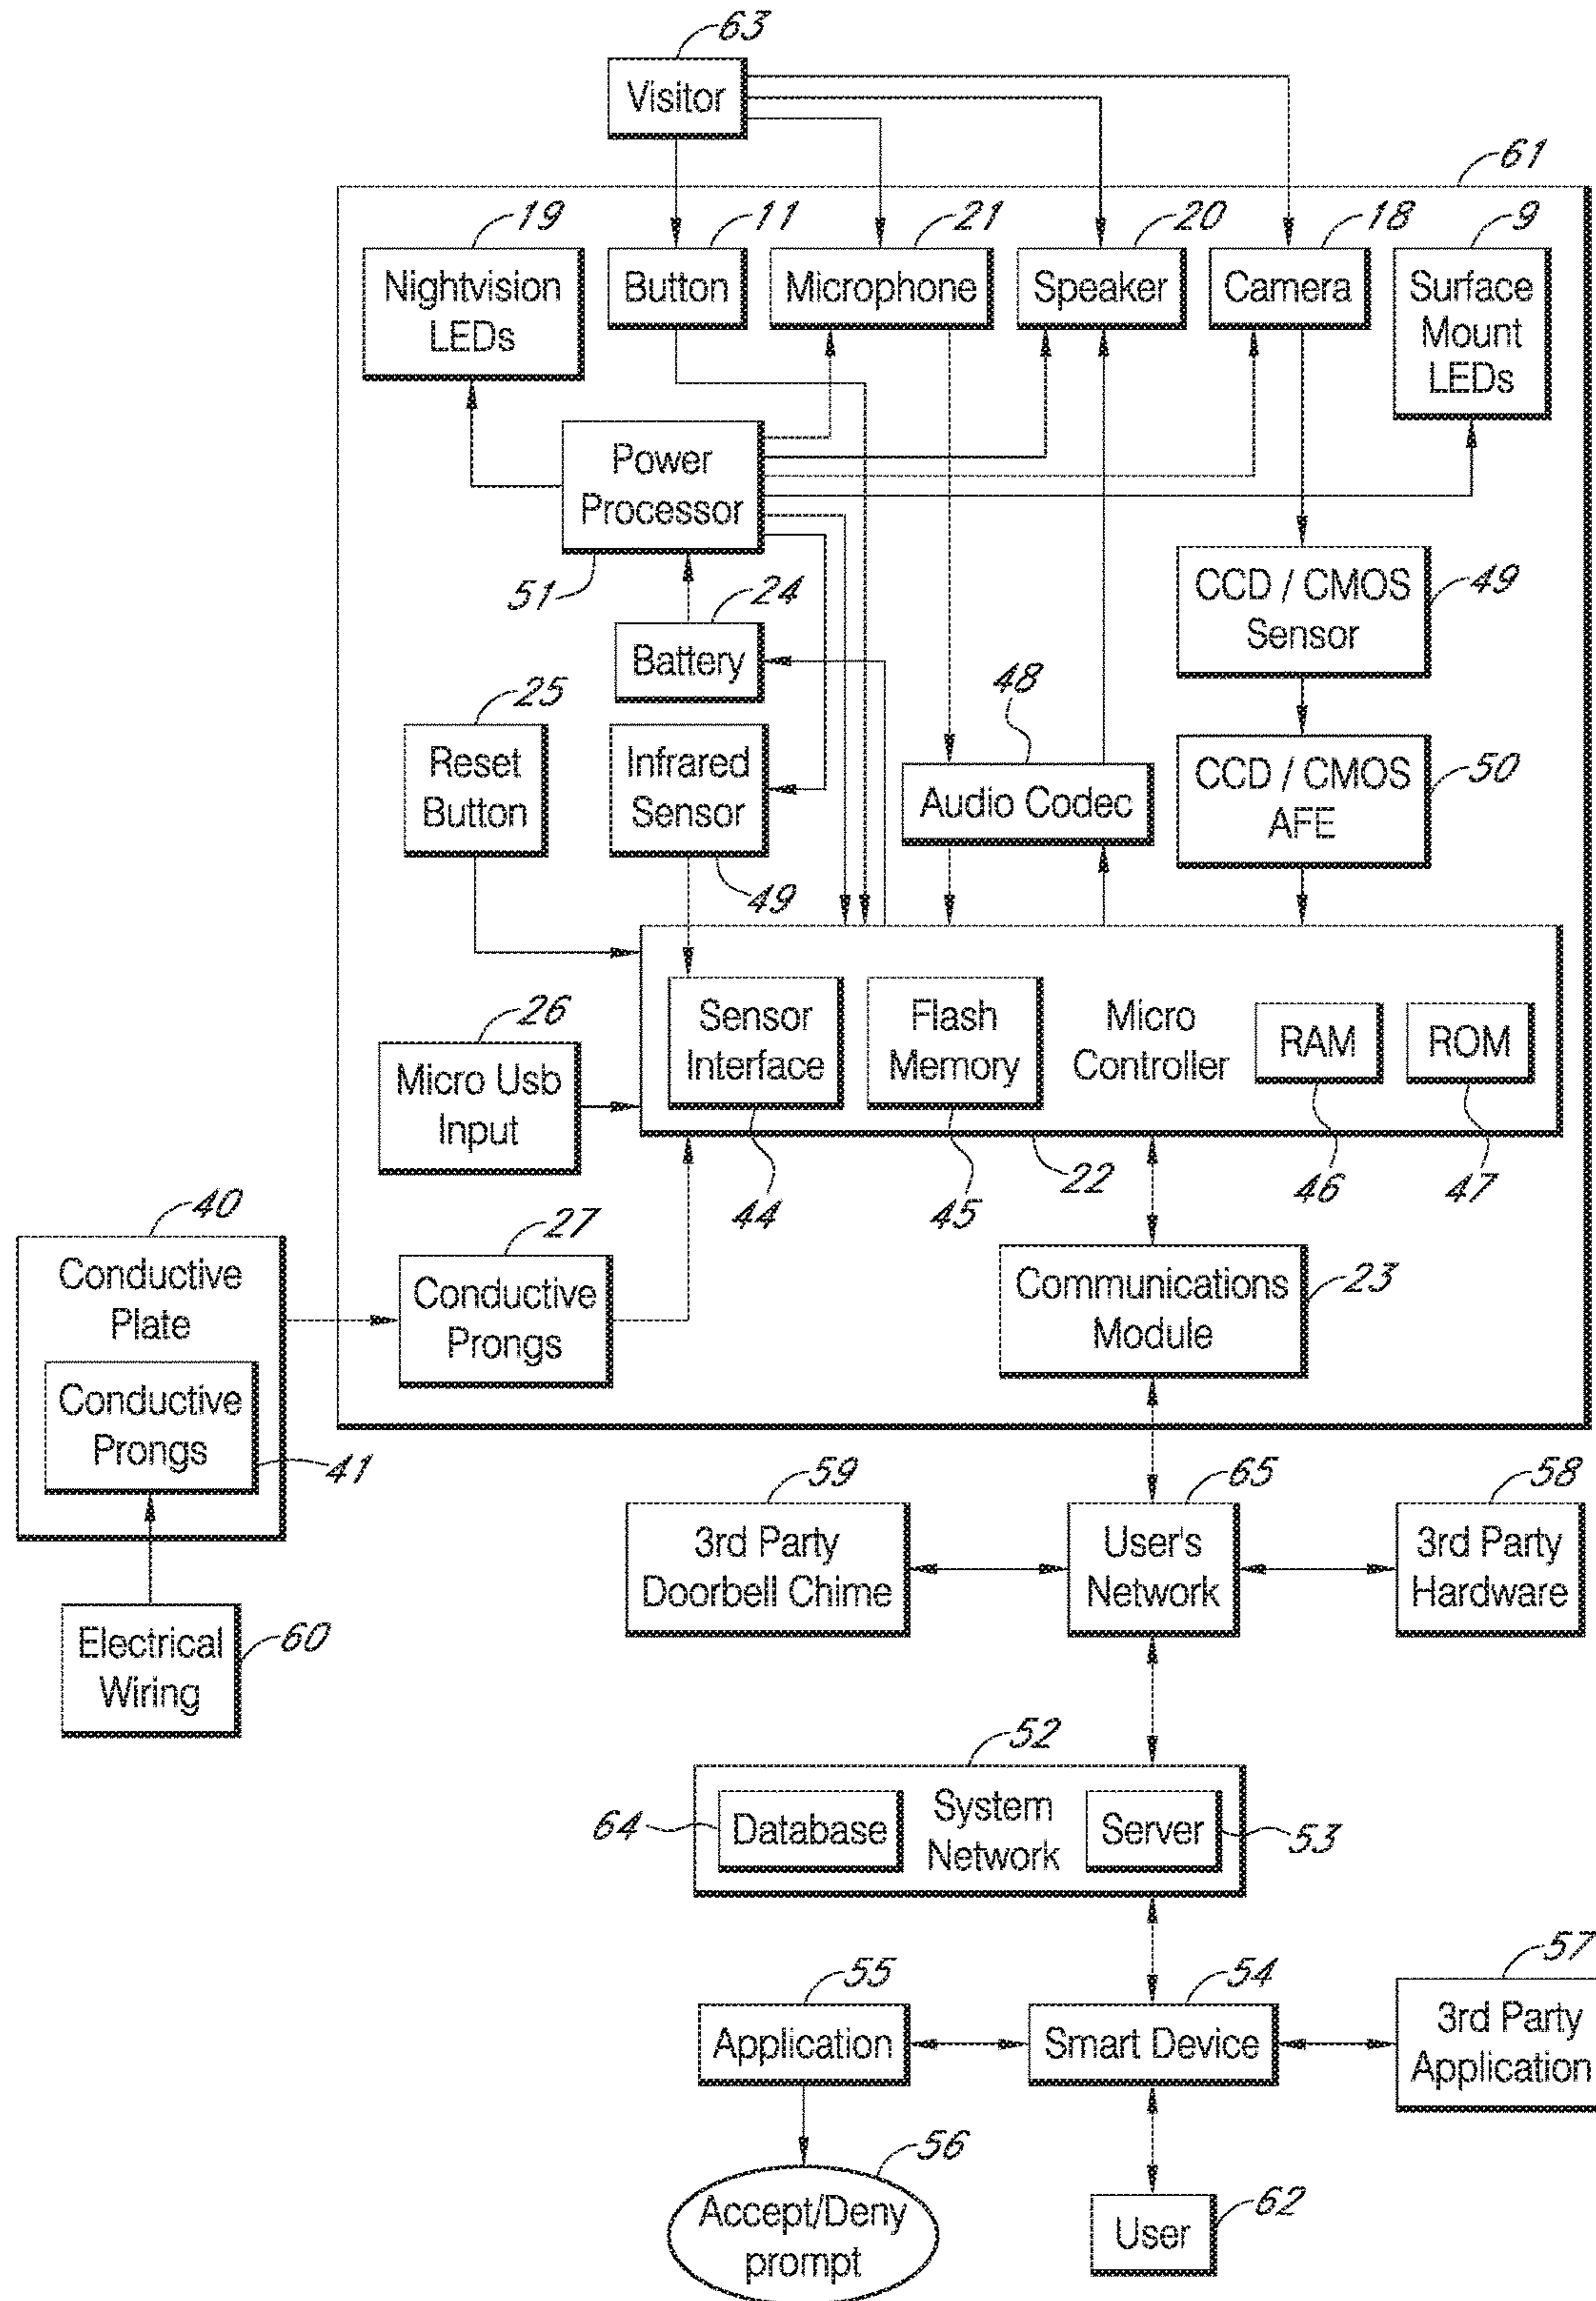 63
Visitor
61
19
11
21
20
18
9
Nightvision
LEDs
Button
Microphone
Speaker
Camera
Surface
Mount
LEDs
Power
Processor
51
24
Battery
CCD / CMOS
Sensor
49
25
Reset
Button
Infrared
Sensor
49
48
Audio Codec
CCD / CMOS
AFE
50
26
Micro Usb
Input
Sensor
Interface
Flash
Memory
Micro
Controller
RAM
ROM
44
45
22
46
47
40
Conductive
Plate
Conductive
Prongs
41
27
Conductive
Prongs
Communications
Module
23
Electrical
Wiring
60
59
3rd Party
Doorbell Chime
65
User's
Network
58
3rd Party
Hardware
52
64
Database
System
Network
Server
53
55
Application
54
Smart Device
57
3rd Party
Application
56
Accept/Deny
prompt
User
62